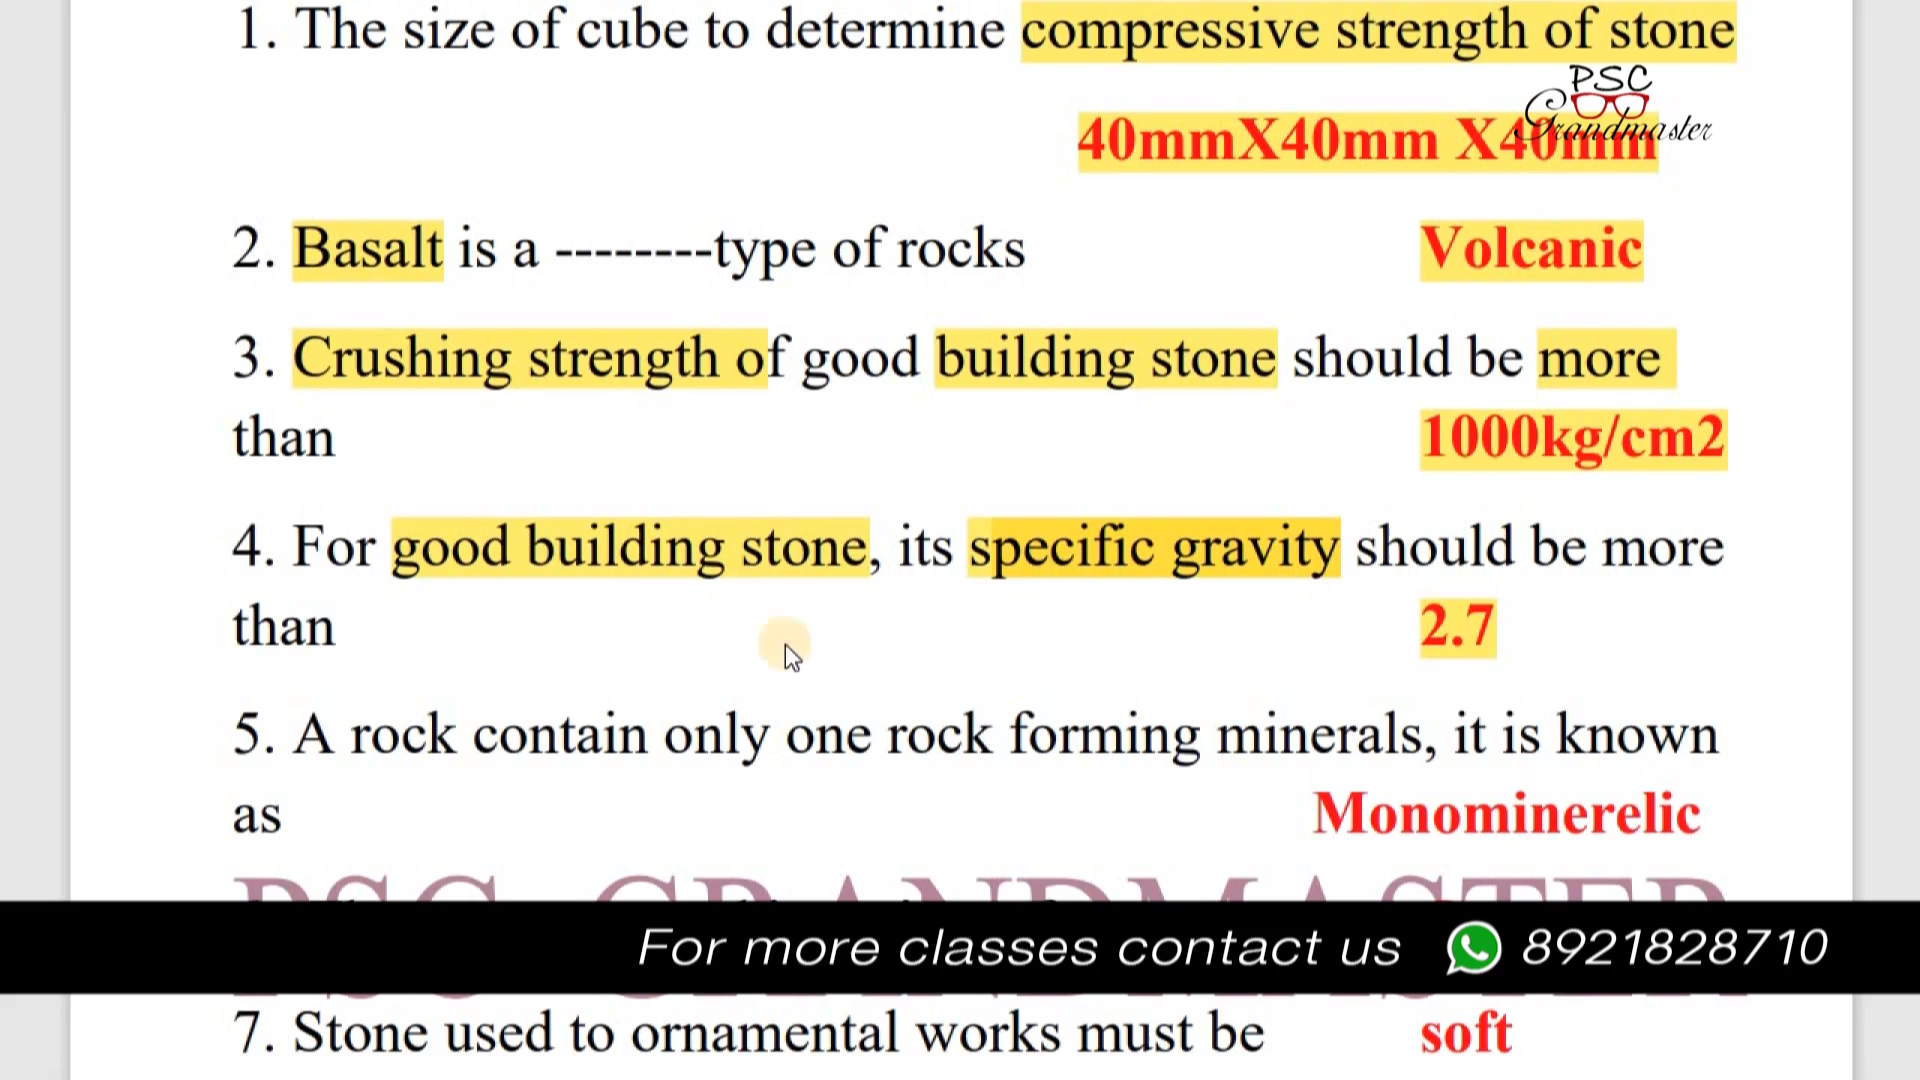 1. The size of cube to determine compressive strength of stone
PSC
Grandmaster
40mmX40mm X40mm
2. Basalt is a --------type of rocks Volcanic
3. Crushing strength of good building stone should be more
than 1000kg/cm2
4. For good building stone, its specific gravity should be more
than 2.7
5. A rock contain only one rock forming minerals, it is known
as Monominerelic
PSC GRANDMASTER
For more classes contact us 8921828710
7. Stone used to ornamental works must be soft